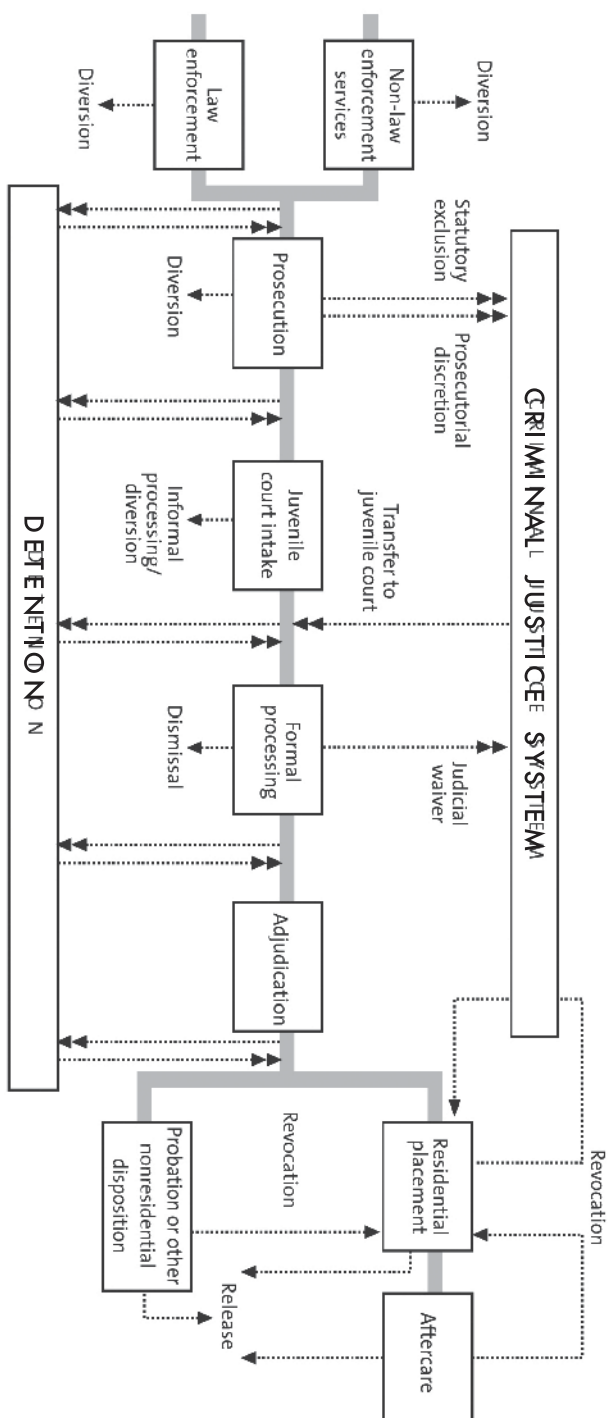 CRIMINAL JUSTICE SYSTEM
Revocation
Diversion
Statutory
exclusion
Prosecutorial
discretion
Transfer to
juvenile court
Judicial
waiver
Non-law
enforcement
services
Residential
placement
Aftercare
Prosecution
Juvenile
court intake
Formal
processing
Adjudication
Revocation
Release
Law
enforcement
Diversion
Informal
processing/
diversion
Dismissal
Probation or other
nonresidential
disposition
Diversion
DETENTION